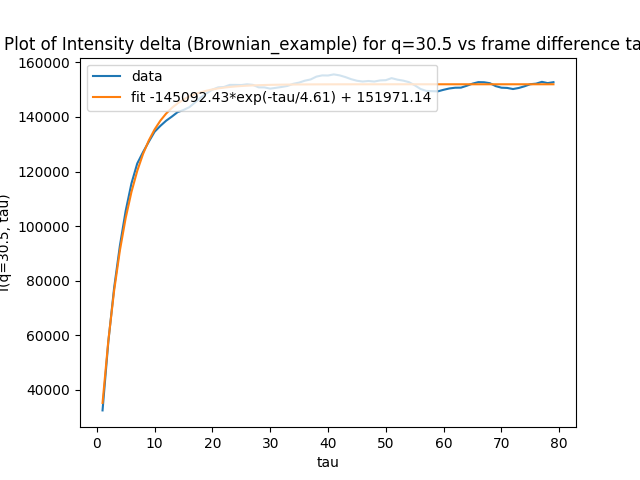 Plot of Intensity delta (Brownian_example) for q=30.5 vs frame difference ta
data
fit -145092.43*exp(-tau/4.61) + 151971.14
160000
140000
120000
100000
80000
60000
40000
(q=30.5, tau)
0 10 20 30 40 50 60 70 80
tau